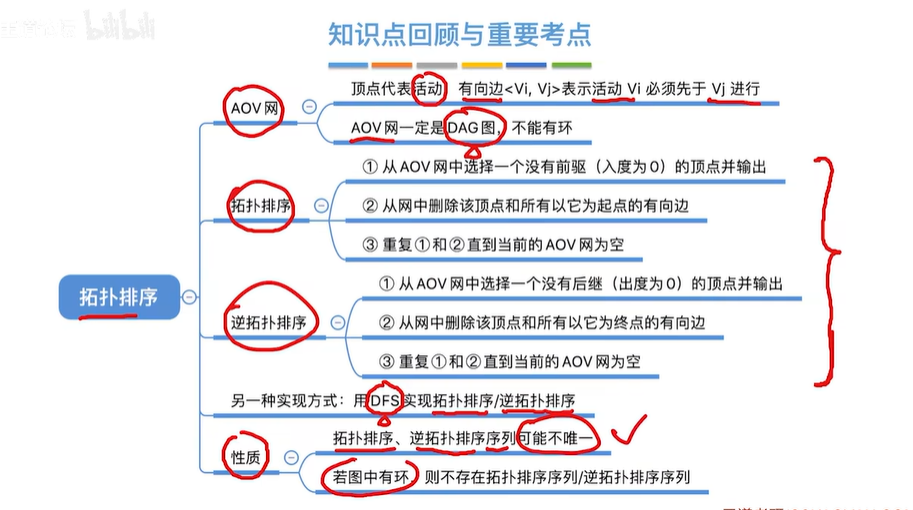 bilibili
知识点回顾与重要考点
顶点代表活动，有向边<Vi, Vj>表示活动 Vi 必须先于 Vj 进行
AOV网
AOV网一定是DAG图，不能有环
① 从AOV网中选择一个没有前驱（入度为0）的顶点并输出
拓扑排序
② 从网中删除该顶点和所有以它为起点的有向边
③ 重复①和②直到当前的AOV网为空
拓扑排序
① 从AOV网中选择一个没有后继（出度为0）的顶点并输出
逆拓扑排序
② 从网中删除该顶点和所有以它为终点的有向边
③ 重复①和②直到当前的AOV网为空
另一种实现方式：用DFS实现拓扑排序/逆拓扑排序
拓扑排序、逆拓扑排序序列可能不唯一
性质
若图中有环，则不存在拓扑排序序列/逆拓扑排序序列